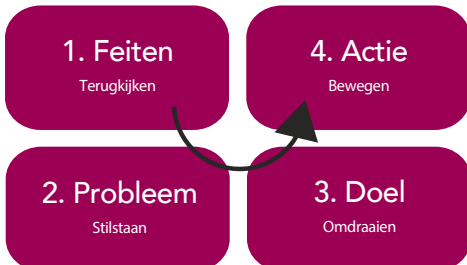 1. Feiten
Terugkijken
4. Actie
Bewegen
2. Probleem
Stilstaan
3. Doel
Omdraaien